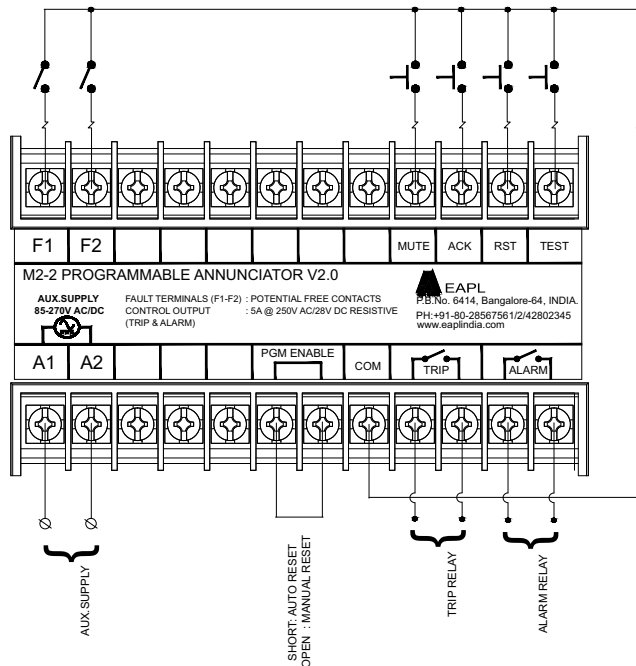 F1 F2 MUTE ACK RST TEST
M2-2 PROGRAMMABLE ANNUNCIATOR V2.0
EAPL
P.B.No. 6414, Bangalore-64, INDIA.
PH:+91-80-28567561/2/42802345
www.eaplindia.com
AUX.SUPPLY
85-270V AC/DC
FAULT TERMINALS (F1-F2) : POTENTIAL FREE CONTACTS
CONTROL OUTPUT : 5A @ 250V AC/28V DC RESISTIVE
(TRIP & ALARM)
A1 A2 PGM ENABLE COM TRIP ALARM
AUX.SUPPLY
SHORT: AUTO RESET
OPEN : MANUAL RESET
TRIP RELAY
ALARM RELAY